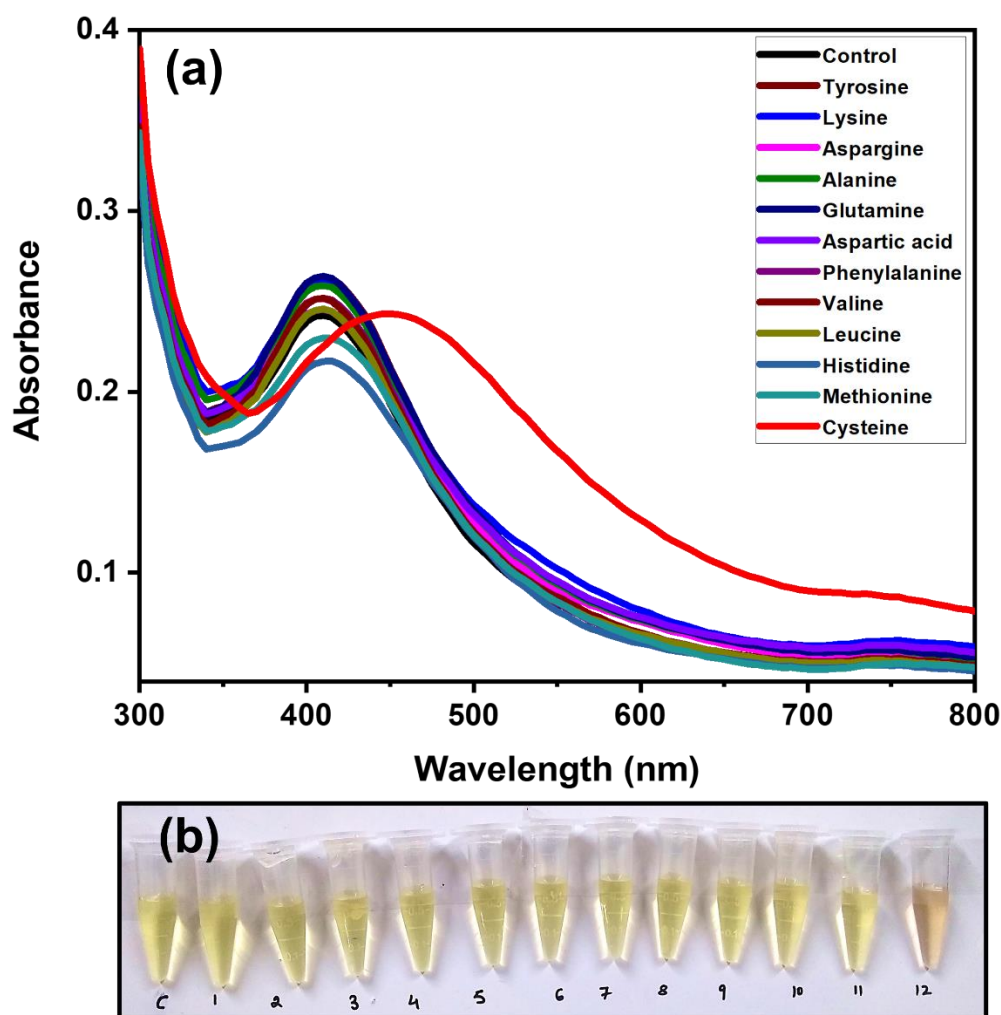 (a)
0.4
0.3
0.2
0.1
Absorbance
Control
Tyrosine
Lysine
Aspargine
Alanine
Glutamine
Aspartic acid
Phenylalanine
Valine
Leucine
Histidine
Methionine
Cysteine
300 400 500 600 700 800
Wavelength (nm)
(b)
C 1 2 3 4 5 6 7 8 9 10 11 12